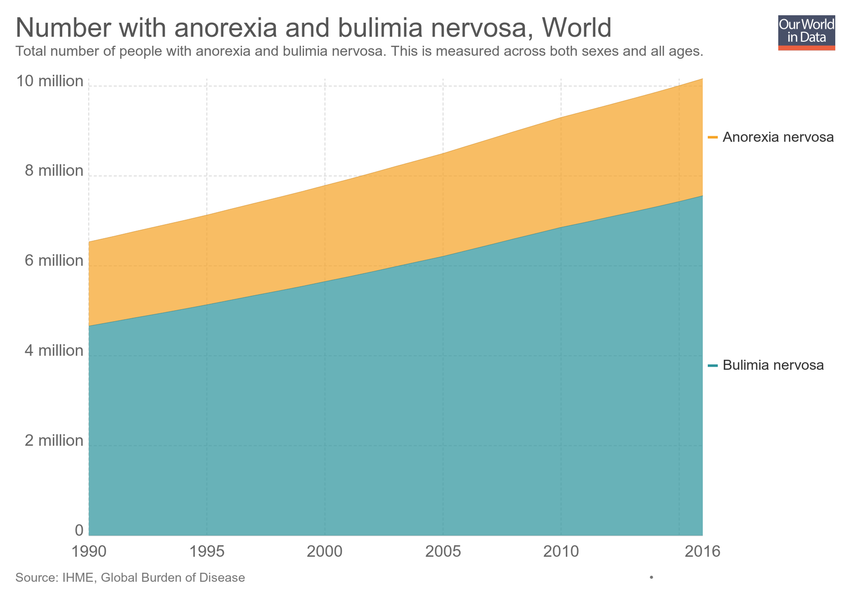 Number with anorexia and bulimia nervosa, World
Total number of people with anorexia and bulimia nervosa. This is measured across both sexes and all ages.
Our World
in Data
10 million
8 million
6 million
4 million
2 million
0
Anorexia nervosa
Bulimia nervosa
1990 1995 2000 2005 2010 2016
Source: IHME, Global Burden of Disease